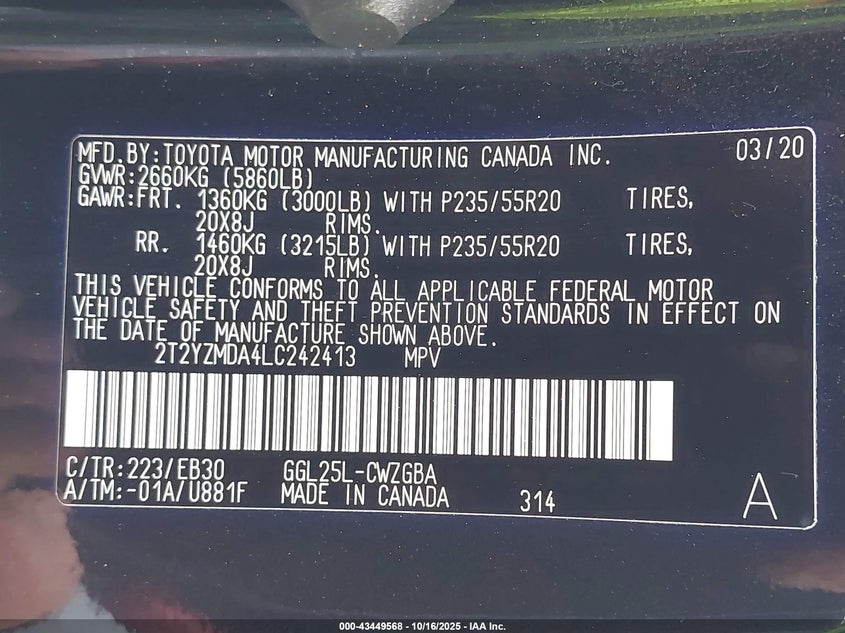 MFD.BY:TOYOTA MOTOR MANUFACTURING CANADA INC. 03/20
GVWR:2660KG (5860LB)
GAWR:FRT. 1360KG (3000LB) WITH P235/55R20 TIRES,
20X8J RIMS.
RR. 1460KG (3215LB) WITH P235/55R20 TIRES,
20X8J RIMS.
THIS VEHICLE CONFORMS TO ALL APPLICABLE FEDERAL MOTOR
VEHICLE SAFETY AND THEFT PREVENTION STANDARDS IN EFFECT ON
THE DATE OF MANUFACTURE SHOWN ABOVE.
2T2YZMDA4LC242413 MPV
C/TR:223/EB30 GGL25L-CWZGBA
A/TM:-01A/U881F MADE IN CANADA 314 A
000-43449568 - 10/16/2025 - IAA Inc.